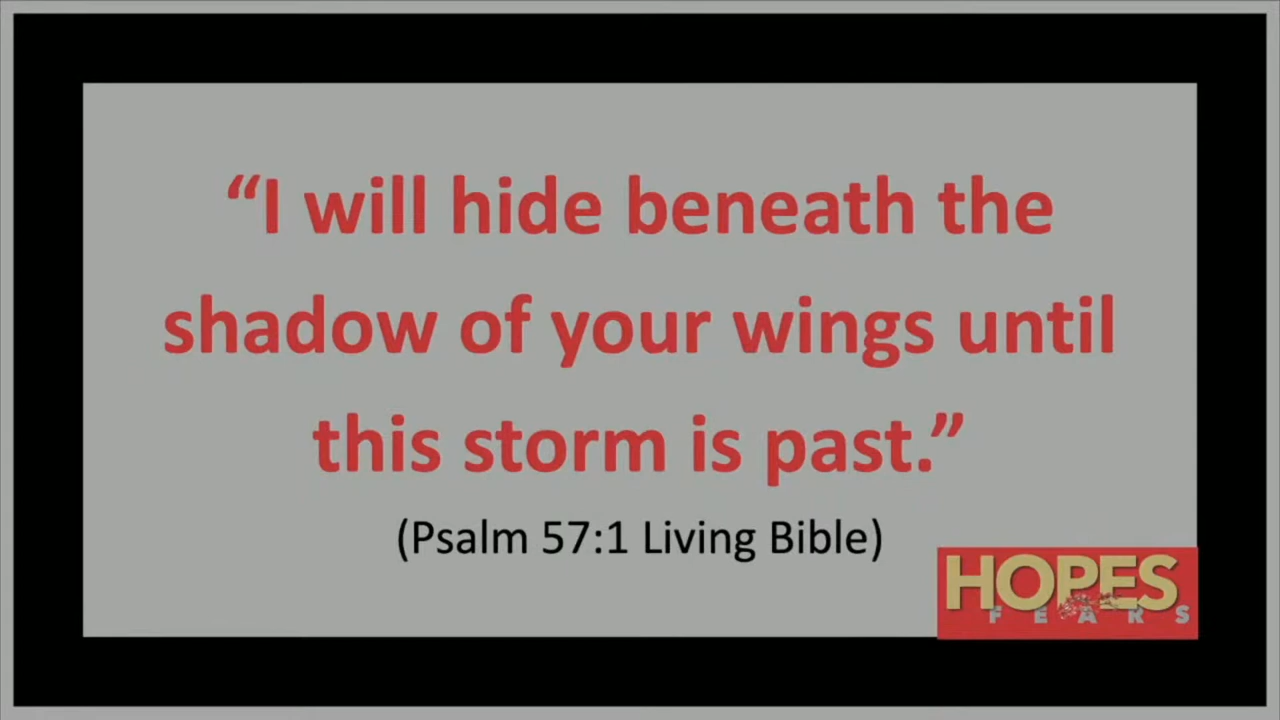 “I will hide beneath the
shadow of your wings until
this storm is past.”
(Psalm 57:1 Living Bible)
HOPES
FEARS